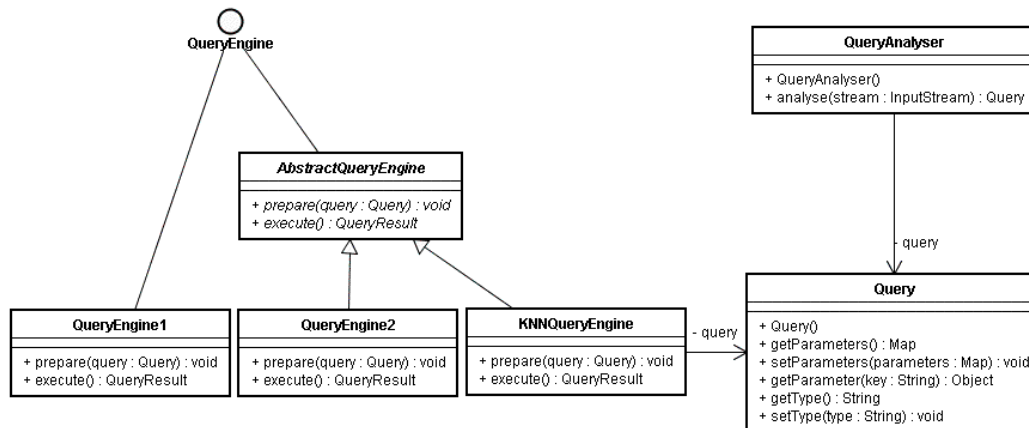 QueryEngine
QueryAnalyser
+ QueryAnalyser()
+ analyse(stream : InputStream) : Query
AbstractQueryEngine
+ prepare(query : Query) : void
+ execute() : QueryResult
- query
QueryEngine1
+ prepare(query : Query) : void
+ execute() : QueryResult
QueryEngine2
+ prepare(query : Query) : void
+ execute() : QueryResult
KNNQueryEngine
+ prepare(query : Query) : void
+ execute() : QueryResult
- query
Query
+ Query()
+ getParameters() : Map
+ setParameters(parameters : Map) : void
+ getParameter(key : String) : Object
+ getType() : String
+ setType(type : String) : void